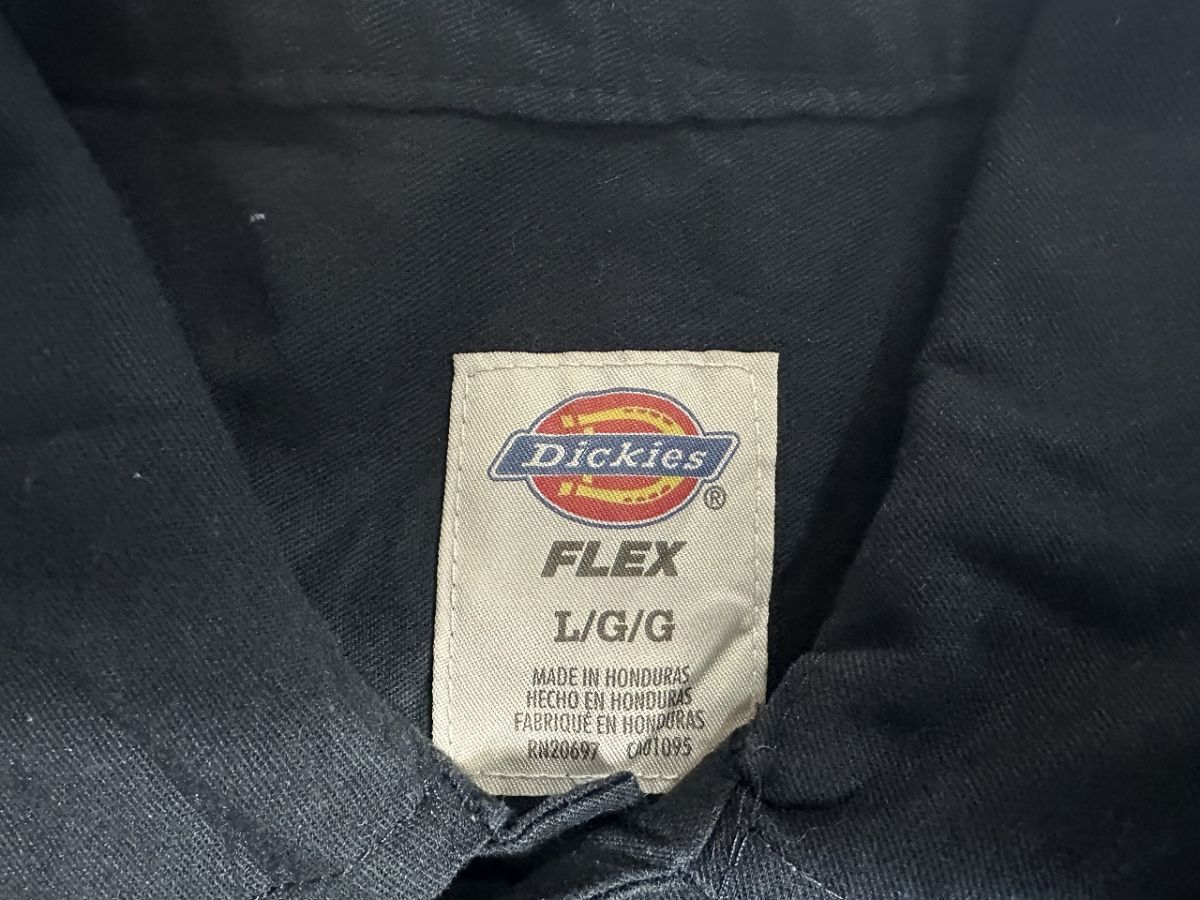 Dickies
®
FLEX
L/G/G
MADE IN HONDURAS
HECHO EN HONDURAS
FABRIQUÉ EN HONDURAS
RN20697 CA01095